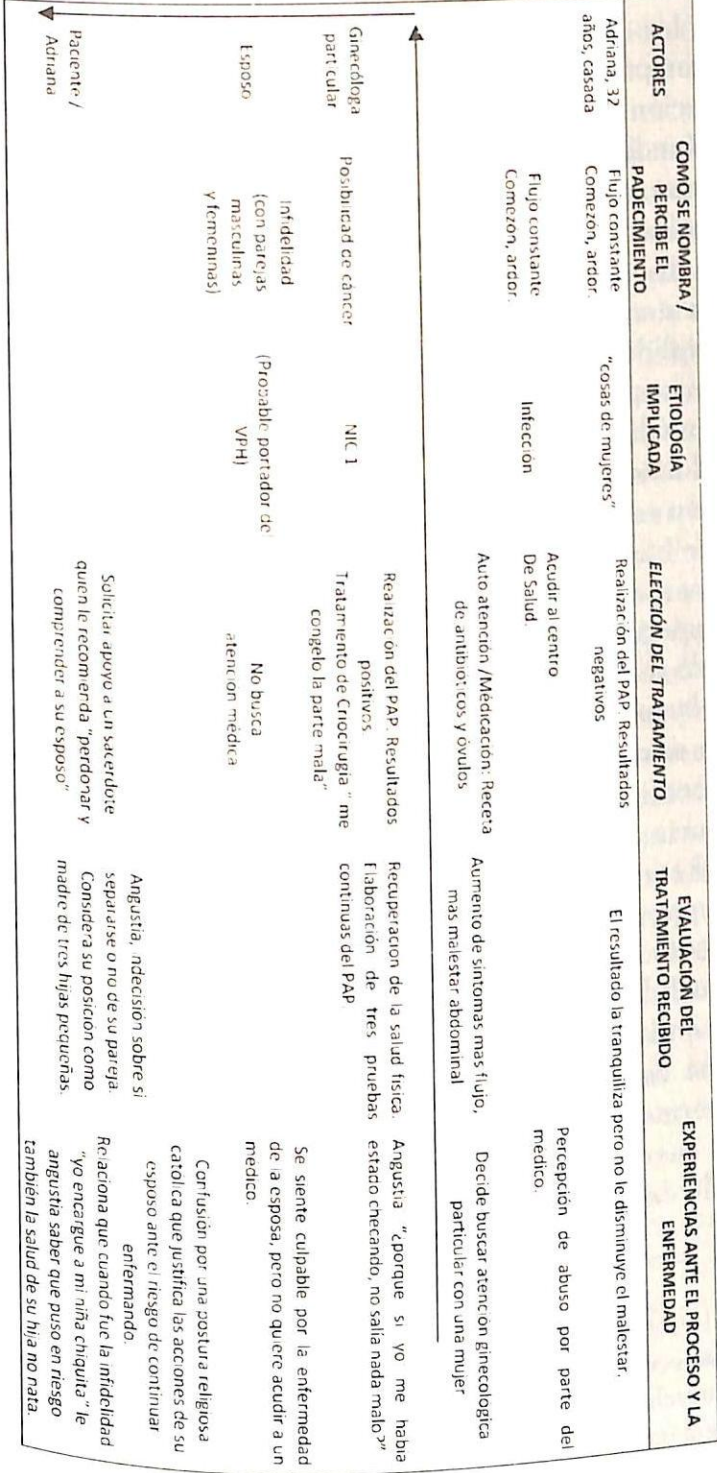 ACTORES
COMO SE NOMBRA /
PERCIBE EL
PADECIMIENTO
ETIOLOGÍA
IMPLICADA
ELECCIÓN DEL TRATAMIENTO
EVALUACIÓN DEL
TRATAMIENTO RECIBIDO
EXPERIENCIAS ANTE EL PROCESO Y LA
ENFERMEDAD
Adriana, 32
años, casada
Flujo constante
Comezón, ardor.
"cosas de mujeres"
Realización del PAP. Resultados
negativos
El resultado la tranquiliza pero no le disminuye el malestar.
Flujo constante
Comezón, ardor.
Infección
Acudir al centro
De Salud.
Percepción de abuso por parte del
médico.
Auto atención /Médicación: Receta
de antibióticos y óvulos
Aumento de sintomas mas flujo,
mas malestar abdominal
Decide buscar atención ginecológica
particular con una mujer
Ginecóloga
particular
Posibilidad de cáncer
NIC 1
Realización del PAP. Resultados
positivos
Tratamiento de Criocirugía " me
congelo la parte mala"
Recuperacion de la salud física.
Elaboración de tres pruebas
continuas del PAP
Angustia "¿porque si yo me habia
estado checando, no salía nada malo?"
Esposo
Infidelidad
(con parejas
masculinas
y femeninas)
(Probable portador del
VPH)
No busca
atención médica
Se siente culpable por la enfermedad
de la esposa, pero no quiere acudir a un
médico.
Paciente /
Adriana
Solicitar apoyo a un sacerdote
quien le recomienda "perdonar y
comprender a su esposo"
Angustia, indecisión sobre si
separarse o no de su pareja.
Considera su posición como
madre de tres hijas pequeñas.
Confusión por una postura religiosa
católica que justifica las acciones de su
esposo ante el riesgo de continuar
enfermando.
Relaciona que cuando fue la infidelidad
"yo encargue a mi niña chiquita" le
angustia saber que puso en riesgo
también la salud de su hija no nata.